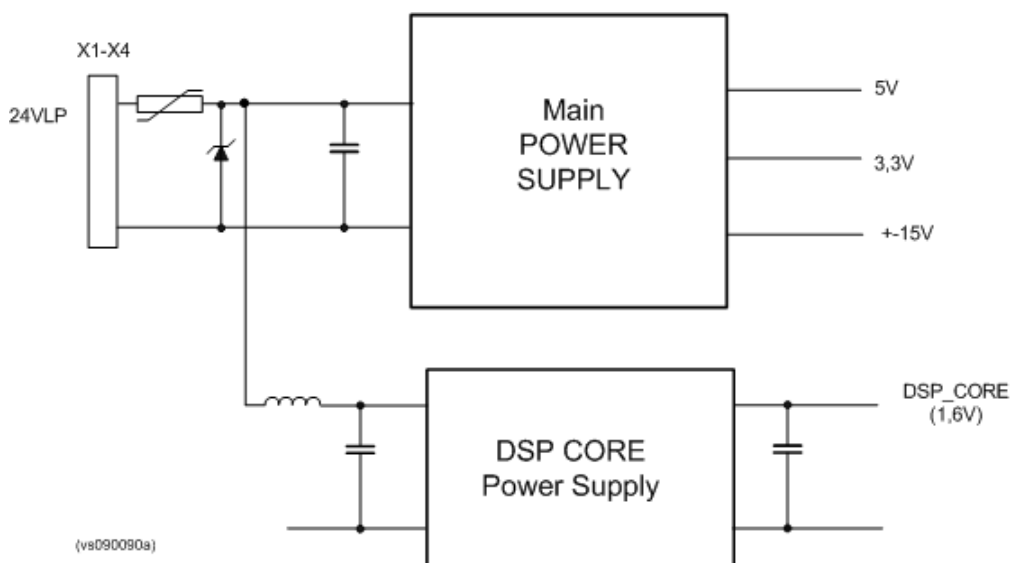 X1-X4
24VLP
Main
POWER
SUPPLY
5V
3,3V
+-15V
DSP CORE
Power Supply
DSP_CORE
(1,6V)
(vs090090a)